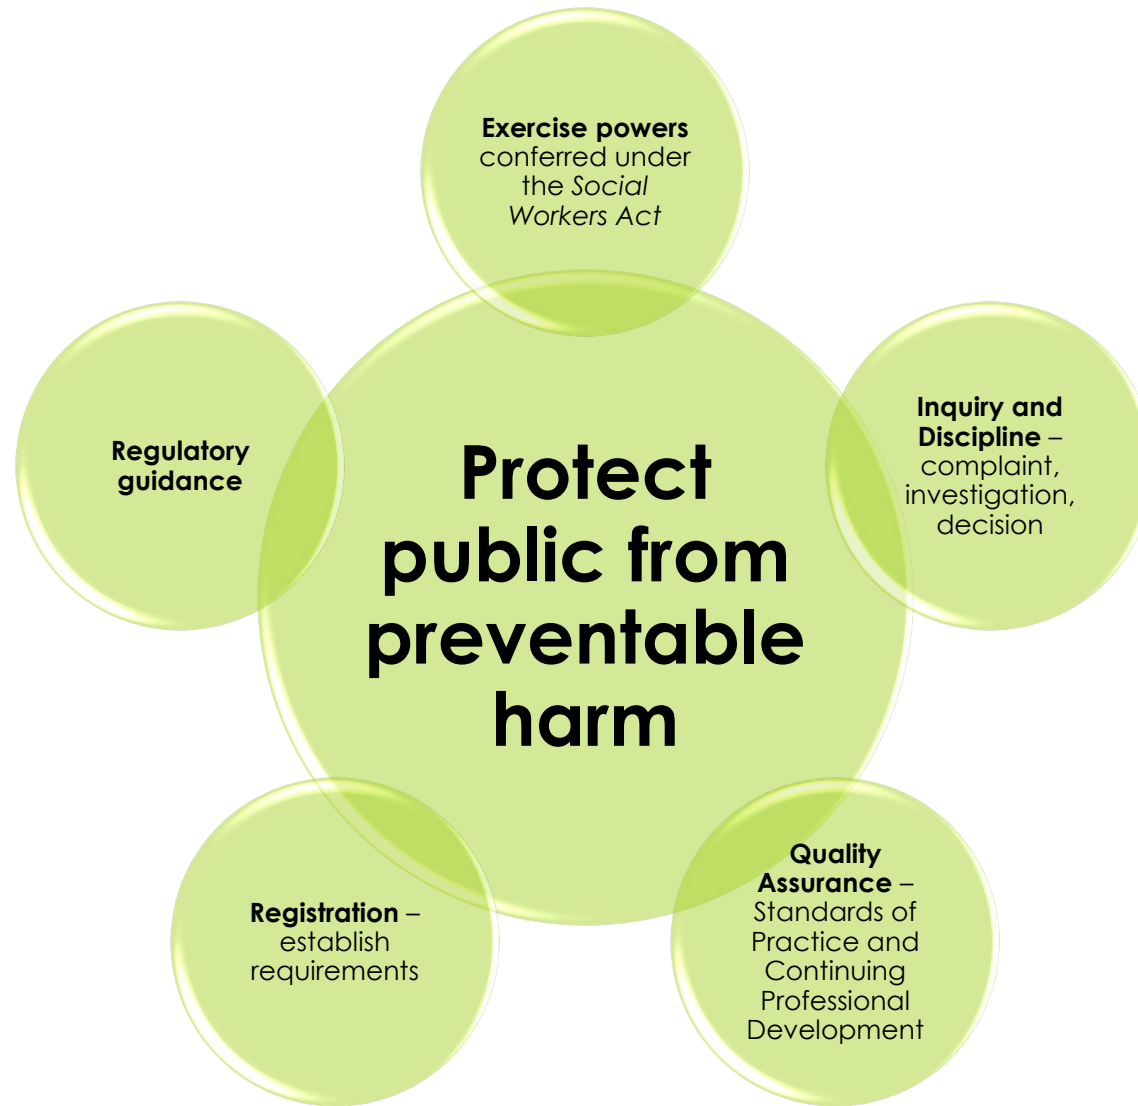 Exercise powers
conferred under
the Social
Workers Act
Inquiry and
Discipline –
complaint,
investigation,
decision
Quality
Assurance –
Standards of
Practice and
Continuing
Professional
Development
Registration –
establish
requirements
Regulatory
guidance
Protect
public from
preventable
harm